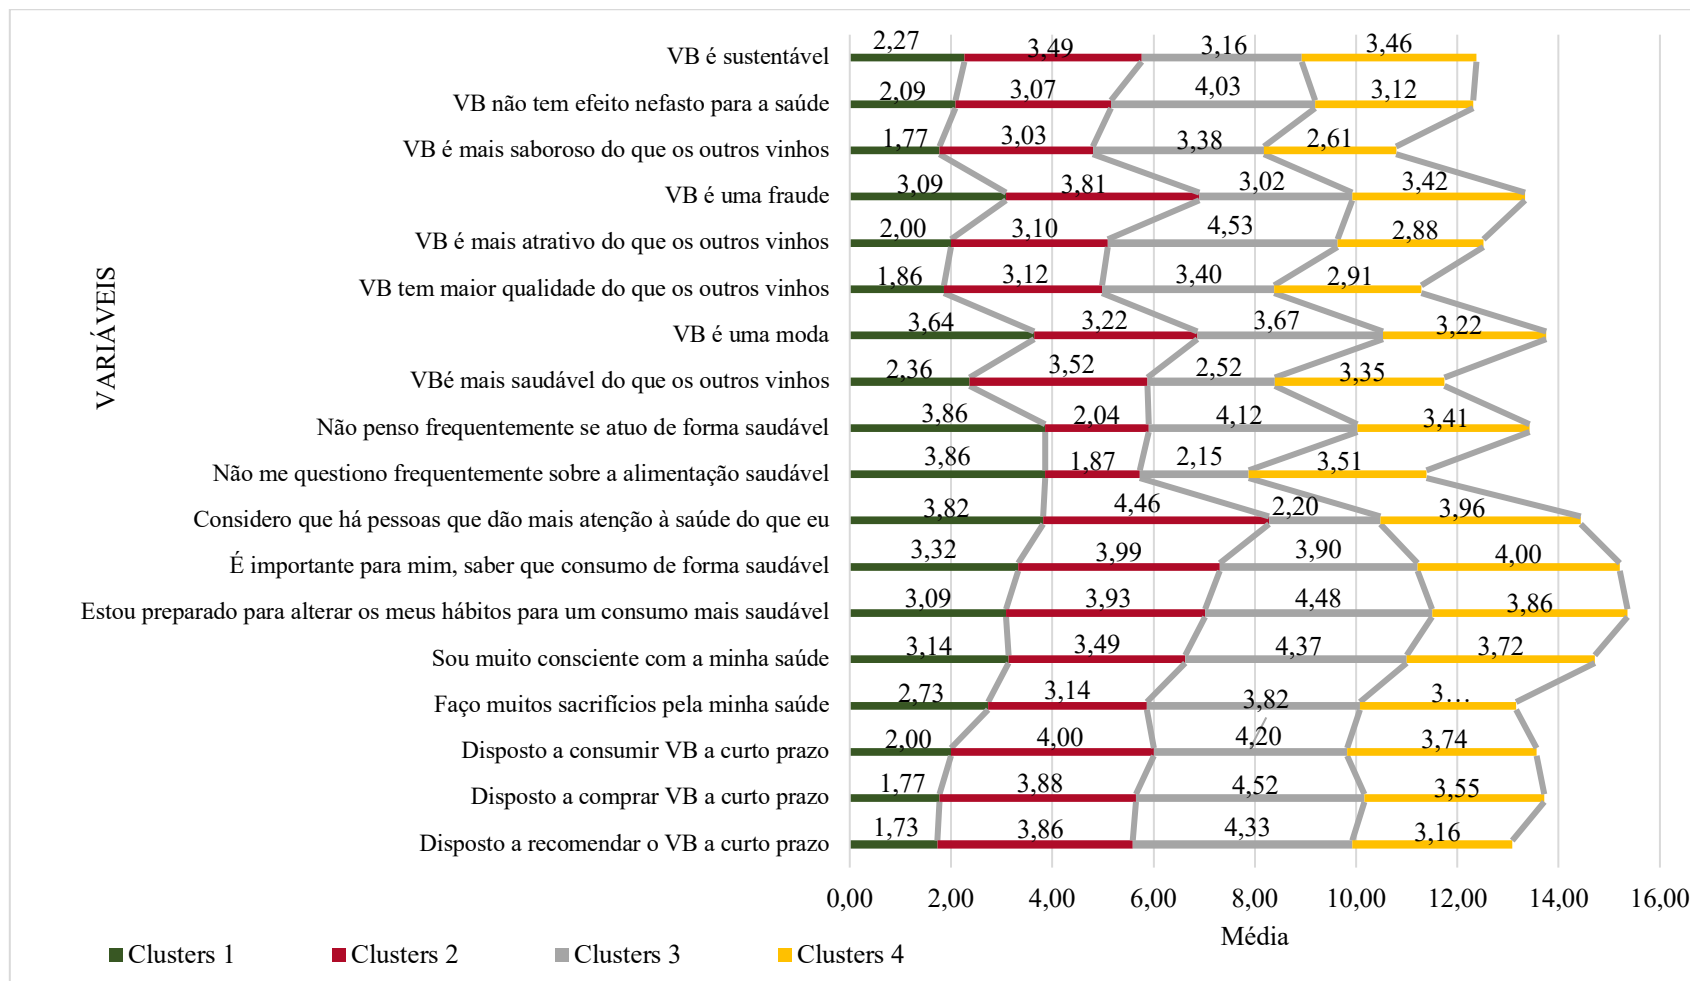 VARIÁVEIS
VB é sustentável 2,27 3,49 3,16 3,46
VB não tem efeito nefasto para a saúde 2,09 3,07 4,03 3,12
VB é mais saboroso do que os outros vinhos 1,77 3,03 3,38 2,61
VB é uma fraude 3,09 3,81 3,02 3,42
VB é mais atrativo do que os outros vinhos 2,00 3,10 4,53 2,88
VB tem maior qualidade do que os outros vinhos 1,86 3,12 3,40 2,91
VB é uma moda 3,64 3,22 3,67 3,22
VBé mais saudável do que os outros vinhos 2,36 3,52 2,52 3,35
Não penso frequentemente se atuo de forma saudável 3,86 2,04 4,12 3,41
Não me questiono frequentemente sobre a alimentação saudável 3,86 1,87 2,15 3,51
Considero que há pessoas que dão mais atenção à saúde do que eu 3,82 4,46 2,20 3,96
É importante para mim, saber que consumo de forma saudável 3,32 3,99 3,90 4,00
Estou preparado para alterar os meus hábitos para um consumo mais saudável 3,09 3,93 4,48 3,86
Sou muito consciente com a minha saúde 3,14 3,49 4,37 3,72
Faço muitos sacrifícios pela minha saúde 2,73 3,14 3,82 3…
Disposto a consumir VB a curto prazo 2,00 4,00 4,20 3,74
Disposto a comprar VB a curto prazo 1,77 3,88 4,52 3,55
Disposto a recomendar o VB a curto prazo 1,73 3,86 4,33 3,16
0,00 2,00 4,00 6,00 8,00 10,00 12,00 14,00 16,00
Média
Clusters 1 Clusters 2 Clusters 3 Clusters 4